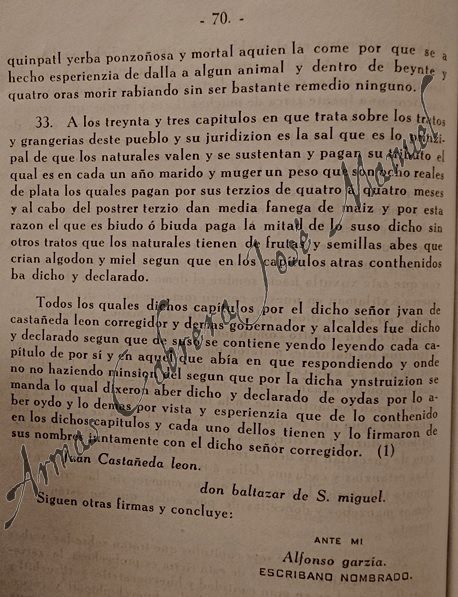 - 70. -
quinpatl yerba ponzoñosa y mortal aquien la come por que se a
hecho esperienzia de dalla a algun animal y dentro de beynte y
quatro oras morir rabiando sin ser bastante remedio ninguno.
33. A los treynta y tres capitulos en que trata sobre los tratos
y grangerias deste pueblo y su juridizion es la sal que es lo prinzi-
pal de que los naturales valen y se sustentan y pagan su tributo el
qual es en cada un año marido y muger un peso que son ocho reales
de plata los quales pagan por sus terzios de quatro a quatro meses
y al cabo del postrer terzio dan media fanega de maiz y por esta
razon el que es biudo ó biuda paga la mitad de lo suso dicho sin
otros tratos que los naturales tienen de frutas y semillas abes que
crian algodon y miel segun que en los capitulos atras conthenidos
ba dicho y declarado.
Todos los quales dichos capitulos por el dicho señor jvan de
castañeda leon corregidor y demas gobernador y alcaldes fue dicho
y declarado segun que de suso se contiene yendo leyendo cada ca-
pítulo de por sí y en aquel que abía en que respondiendo y onde
no no haziendo minsion del segun que por la dicha ynstruizion se
manda lo qual dixeron aber dicho y declarado de oydas por lo a-
ber oydo y lo demas por vista y esperienzia que de lo conthenido
en los dichoscapitulos y cada uno dellos tienen y lo firmaron de
sus nombres juntamente con el dicho señor corregidor. (1)
Castañeda leon.
don baltazar de S. miguel.
Siguen otras firmas y concluye:
ANTE MI
Alfonso garzia.
ESCRIBANO NOMBRADO.
Armas Cabrera José Manuel